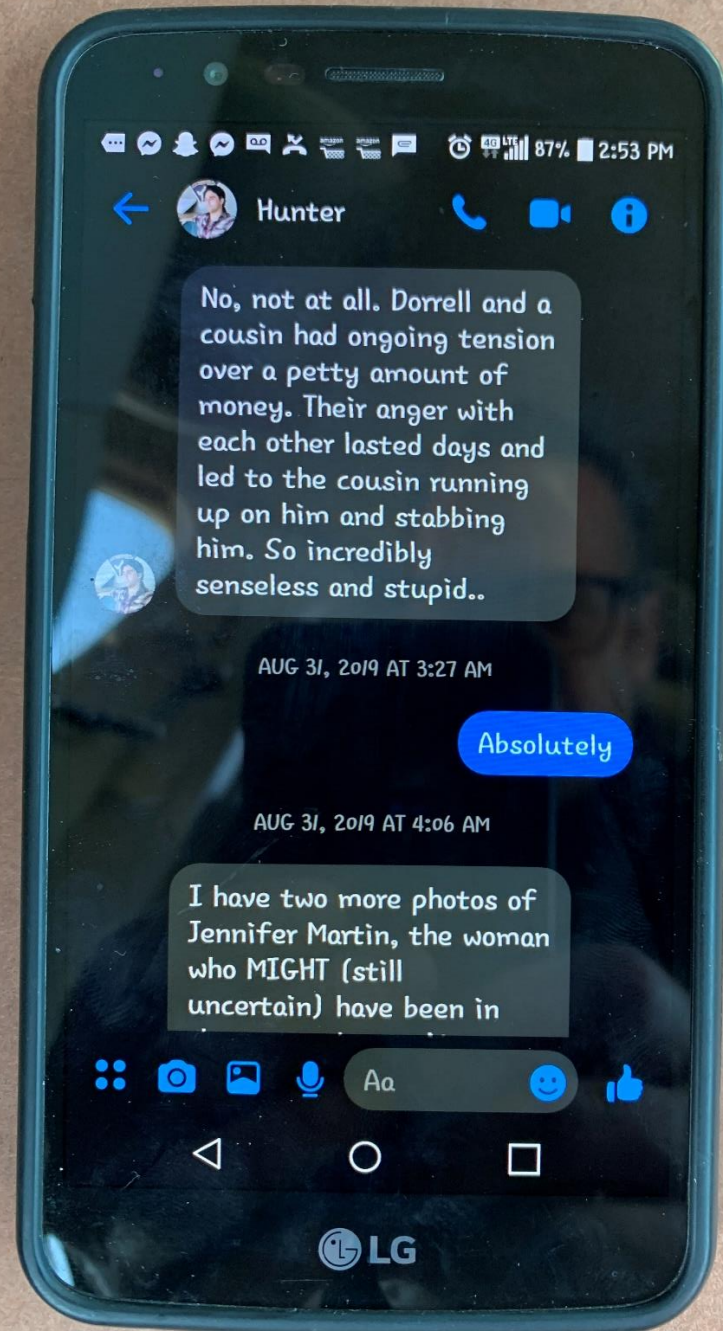 87% 2:53 PM
Hunter
No, not at all. Dorrell and a
cousin had ongoing tension
over a petty amount of
money. Their anger with
each other lasted days and
led to the cousin running
up on him and stabbing
him. So incredibly
senseless and stupid..
AUG 31, 2019 AT 3:27 AM
Absolutely
AUG 31, 2019 AT 4:06 AM
I have two more photos of
Jennifer Martin, the woman
who MIGHT (still
uncertain) have been in
Aa
LG